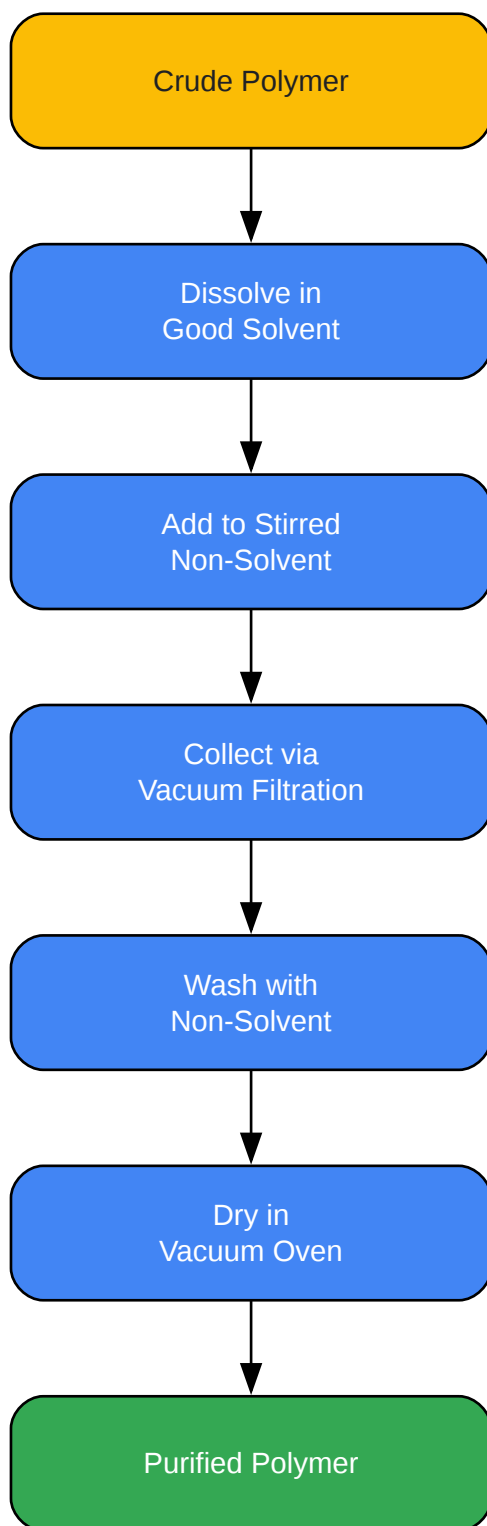 Crude Polymer
Dissolve in
Good Solvent
Add to Stirred
Non-Solvent
Collect via
Vacuum Filtration
Wash with
Non-Solvent
Dry in
Vacuum Oven
Purified Polymer